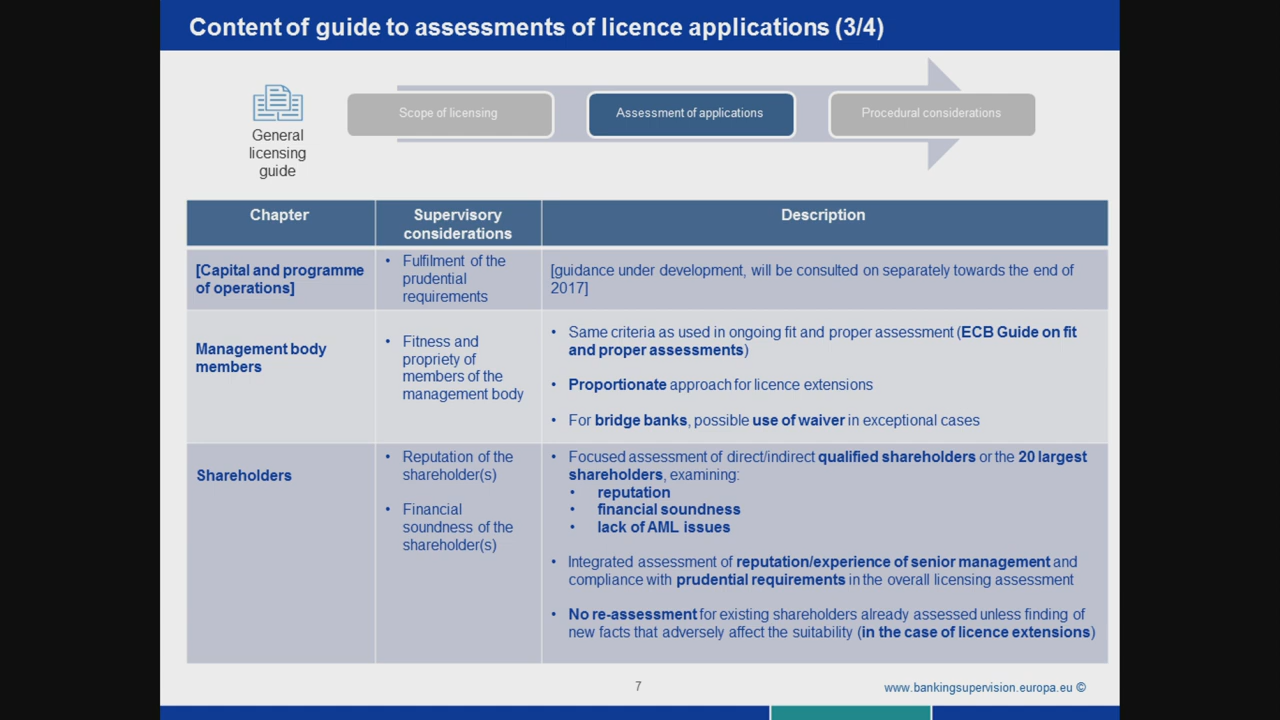 Content of guide to assessments of licence applications (3/4)
General
licensing
guide
Scope of licensing
Assessment of applications
Procedural considerations
Chapter
Supervisory
considerations
Description
[Capital and programme
of operations]
• Fulfilment of the
prudential
requirements
[guidance under development, will be consulted on separately towards the end of
2017]
Management body
members
• Fitness and
propriety of
members of the
management body
• Same criteria as used in ongoing fit and proper assessment (ECB Guide on fit
and proper assessments)
• Proportionate approach for licence extensions
• For bridge banks, possible use of waiver in exceptional cases
Shareholders
• Reputation of the
shareholder(s)
• Financial
soundness of the
shareholder(s)
• Focused assessment of direct/indirect qualified shareholders or the 20 largest
shareholders, examining:
• reputation
• financial soundness
• lack of AML issues
• Integrated assessment of reputation/experience of senior management and
compliance with prudential requirements in the overall licensing assessment
• No re-assessment for existing shareholders already assessed unless finding of
new facts that adversely affect the suitability (in the case of licence extensions)
7
www.bankingsupervision.europa.eu ©